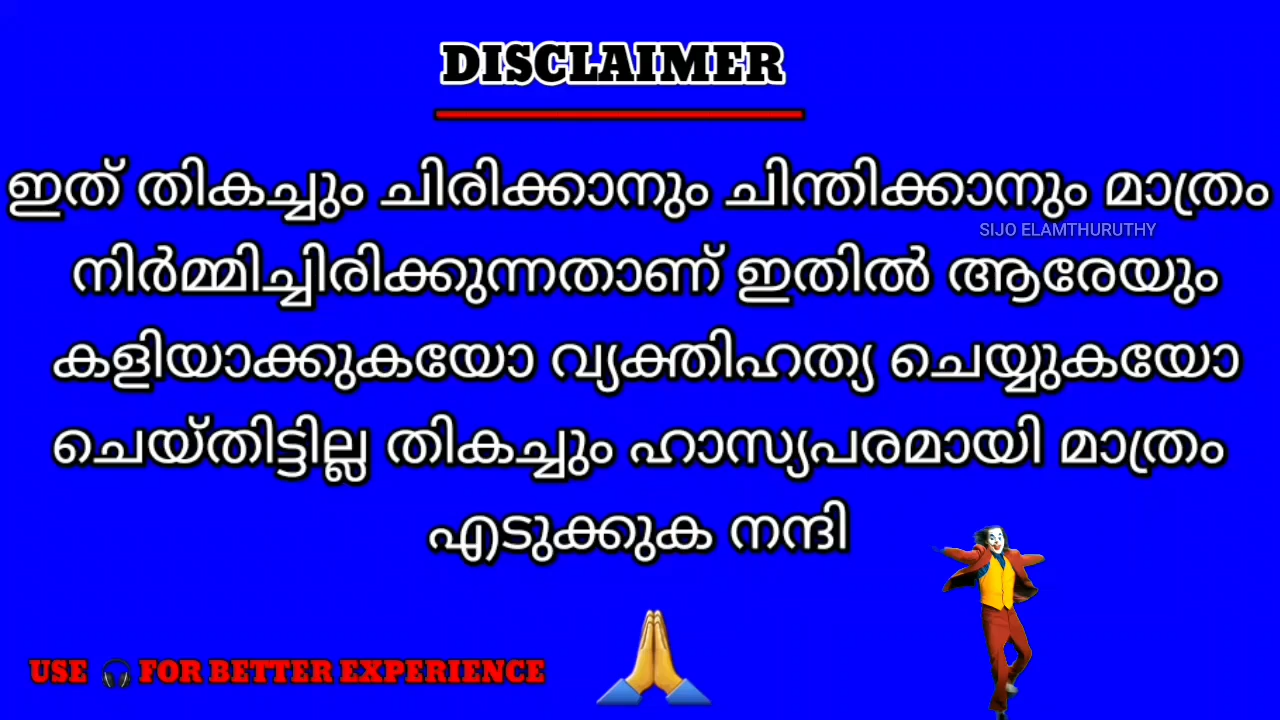 DISCLAIMER
ഇത് തികച്ചും ചിരിക്കാനും ചിന്തിക്കാനും മാത്രം
SIJO ELAMTHURUTHY
നിർമ്മിച്ചിരിക്കുന്നതാണ് ഇതിൽ ആരേയും
കളിയാക്കുകയോ വ്യക്തിഹത്യ ചെയ്യുകയോ
ചെയ്തിട്ടില്ല തികച്ചും ഹാസ്യപരമായി മാത്രം
എടുക്കുക നന്ദി
USE 🎧 FOR BETTER EXPERIENCE